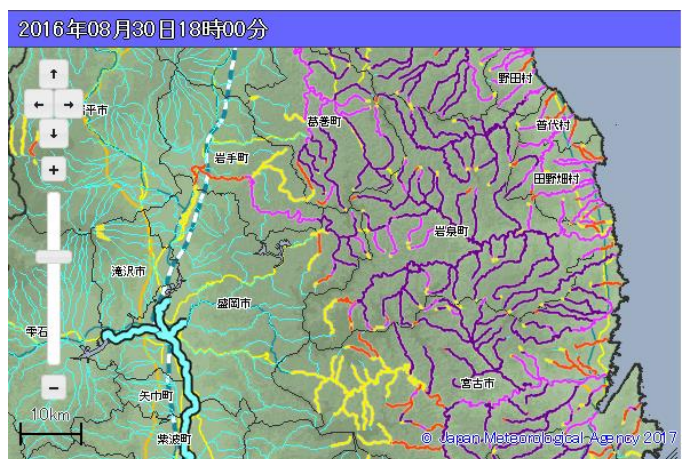 2016年08月30日18時00分
野田村
平市
葛巻町
普代村
岩手町
田野畑村
岩泉町
滝沢市
盛岡市
雫石
宮古市
矢巾町
10km
紫波町
© Japan Meteorological Agency 2017